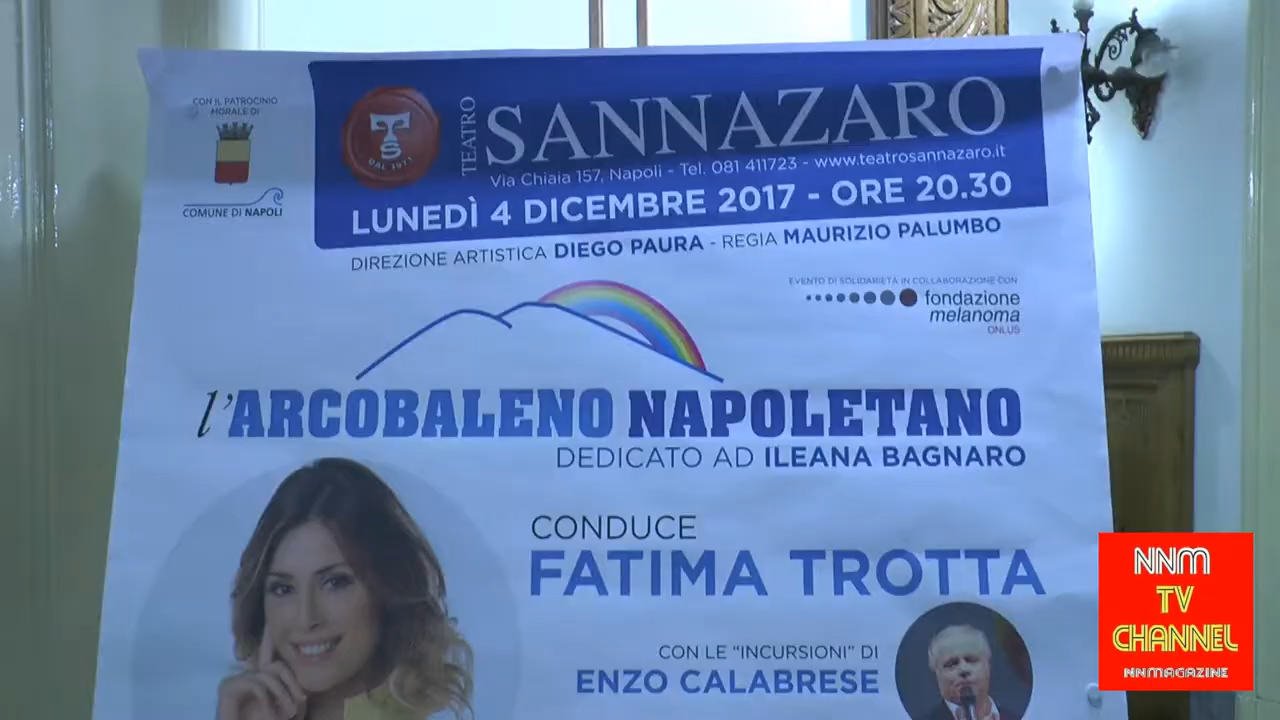 CON IL PATROCINIO
MORALE DI
COMUNE DI NAPOLI
TS
DAL 1971
TEATRO
SANNAZARO
Via Chiaia 157, Napoli - Tel. 081 411723 - www.teatrosannazaro.it
LUNEDÌ 4 DICEMBRE 2017 - ORE 20.30
DIREZIONE ARTISTICA DIEGO PAURA - REGIA MAURIZIO PALUMBO
EVENTO DI SOLIDARIETÀ IN COLLABORAZIONE CON
fondazione
melanoma
ONLUS
l'ARCOBALENO NAPOLETANO
DEDICATO AD ILEANA BAGNARO
CONDUCE
FATIMA TROTTA
CON LE "INCURSIONI" DI
ENZO CALABRESE
NNM
TV
CHANNEL
NNMAGAZINE